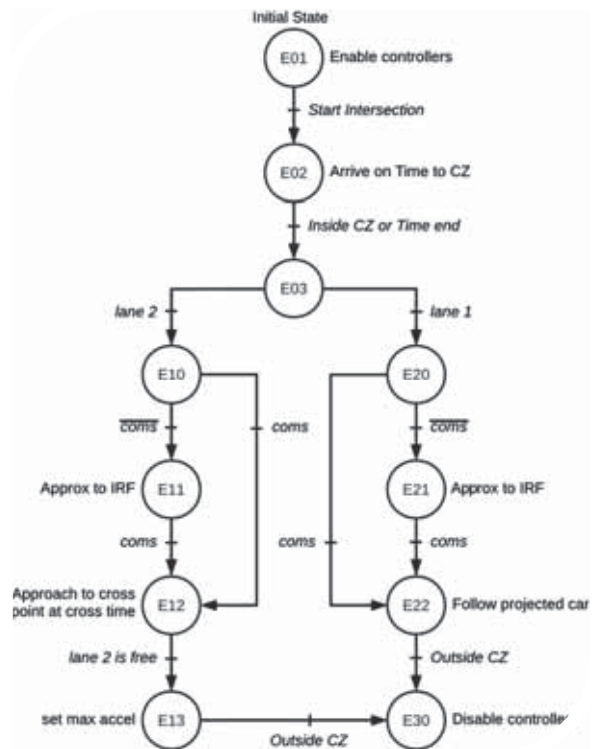 Initial State
E01 Enable controllers
Start Intersection
E02 Arrive on Time to CZ
Inside CZ or Time end
E03
lane 2 lane 1
E10 E20
coms coms coms
Approx to IRF E11 E21 Approx to IRF
coms coms coms
Approach to cross
point at cross time E12 E22 Follow projected car
lane 2 is free Outside CZ
set max accel E13 E30 Disable controlle
Outside CZ